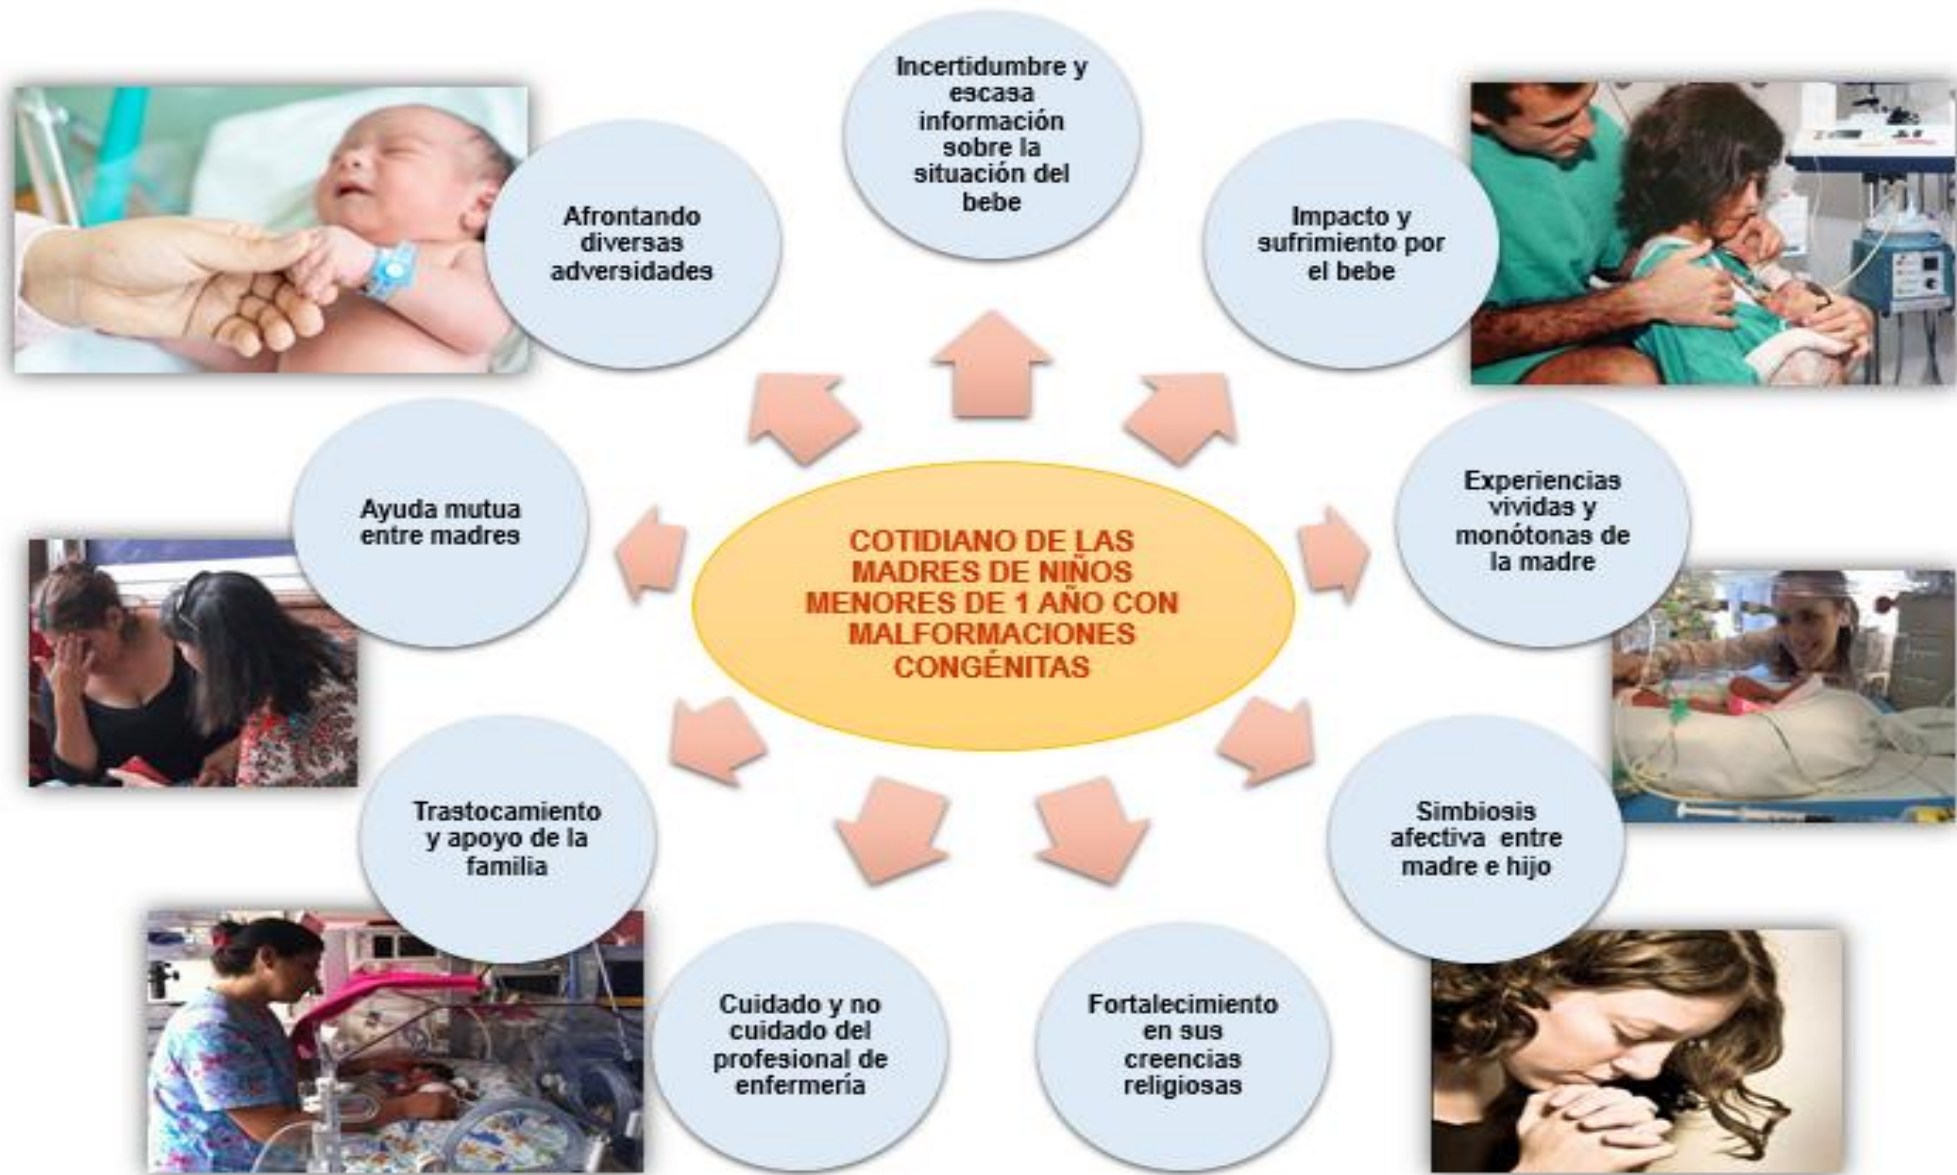 Incertidumbre y
escasa
información
sobre la
situación del
bebe
Impacto y
sufrimiento por
el bebe
Experiencias
vividas y
monótonas de
la madre
Simbiosis
afectiva entre
madre e hijo
Fortalecimiento
en sus
creencias
religiosas
Cuidado y no
cuidado del
profesional de
enfermería
Trastocamiento
y apoyo de la
familia
Ayuda mutua
entre madres
Afrontando
diversas
adversidades
COTIDIANO DE LAS
MADRES DE NIÑOS
MENORES DE 1 AÑO CON
MALFORMACIONES
CONGÉNITAS